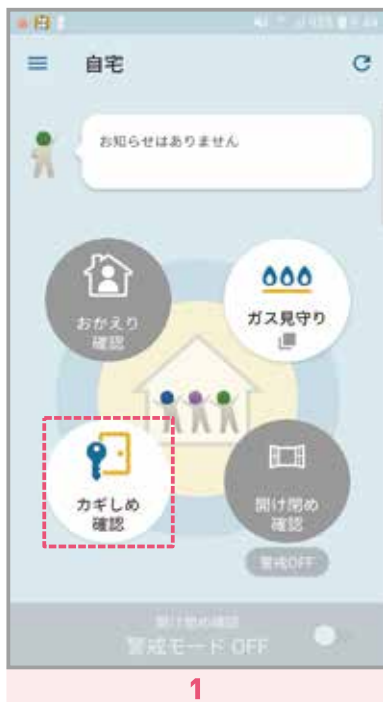 自宅
お知らせはありません
おかえり
確認
ガス見守り
カギしめ
確認
開け閉め
確認
警戒OFF
開け閉め確認
警戒モード OFF
1